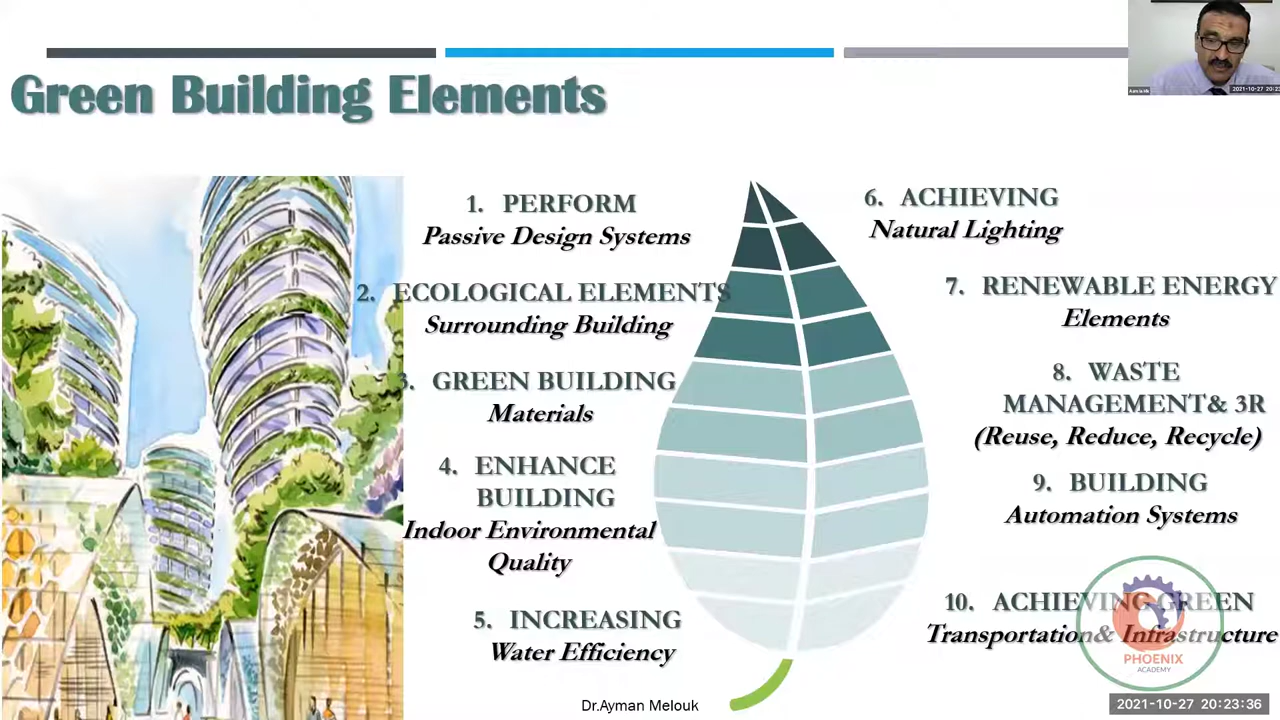 Green Building Elements
1. PERFORM
Passive Design Systems
2. ECOLOGICAL ELEMENTS
Surrounding Building
3. GREEN BUILDING
Materials
4. ENHANCE
BUILDING
Indoor Environmental
Quality
5. INCREASING
Water Efficiency
6. ACHIEVING
Natural Lighting
7. RENEWABLE ENERGY
Elements
8. WASTE
MANAGEMENT& 3R
(Reuse, Reduce, Recycle)
9. BUILDING
Automation Systems
10. ACHIEVING GREEN
Transportation& Infrastructure
PHOENIX
ACADEMY
Dr.Ayman Melouk
2021-10-27 20:23:36
2021-10-27